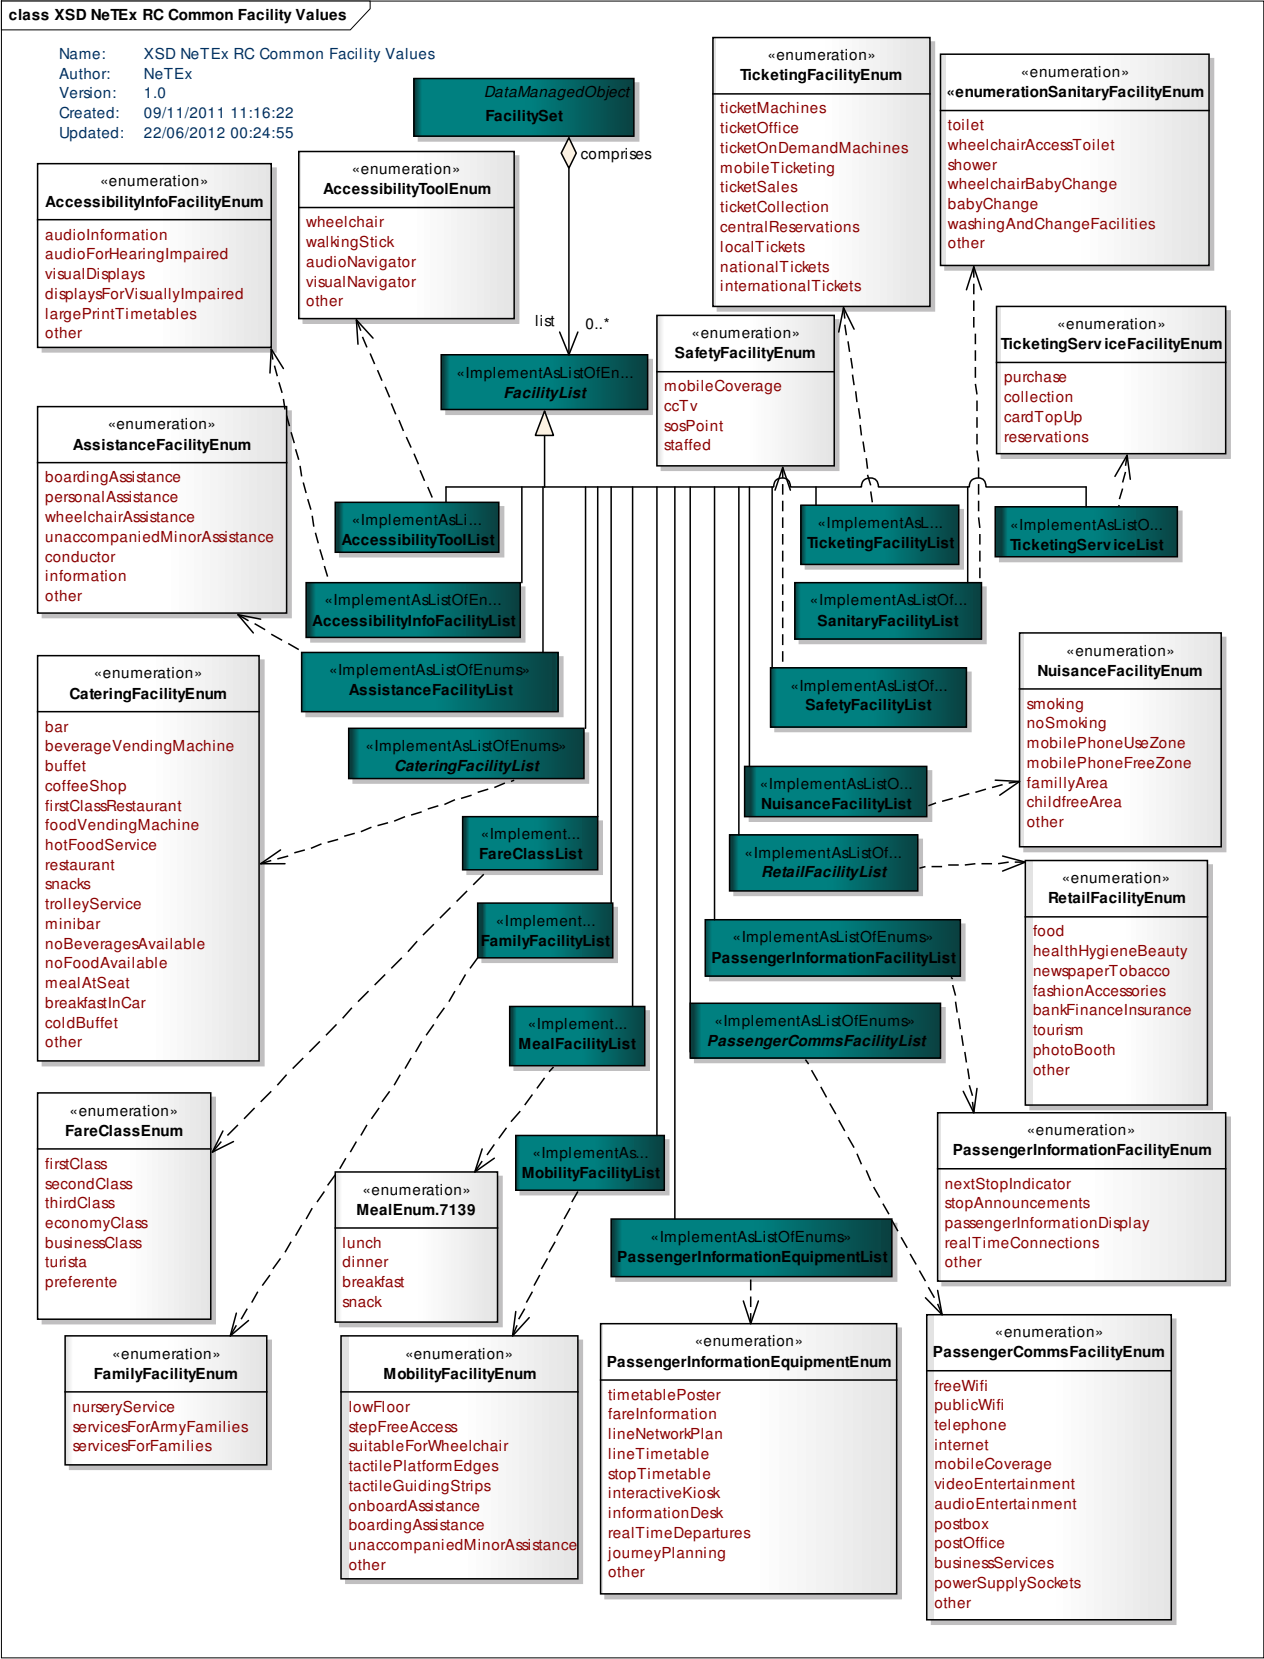 class XSD NeTEx RC Common Facility Values
Name: XSD NeTEx RC Common Facility Values
Author: NeTEx
Version: 1.0
Created: 09/11/2011 11:16:22
Updated: 22/06/2012 00:24:55
DataManagedObject
FacilitySet
comprises
list
0..*
«ImplementAsListOfEn...
FacilityList
«enumeration»
AccessibilityInfoFacilityEnum
audioInformation
audioForHearingImpaired
visualDisplays
displaysForVisuallyImpaired
largePrintTimetables
other
«enumeration»
AccessibilityToolEnum
wheelchair
walkingStick
audioNavigator
visualNavigator
other
«enumeration»
TicketingFacilityEnum
ticketMachines
ticketOffice
ticketOnDemandMachines
mobileTicketing
ticketSales
ticketCollection
centralReservations
localTickets
nationalTickets
internationalTickets
«enumeration»
«enumerationSanitaryFacilityEnum
toilet
wheelchairAccessToilet
shower
wheelchairBabyChange
babyChange
washingAndChangeFacilities
other
«enumeration»
SafetyFacilityEnum
mobileCoverage
ccTv
sosPoint
staffed
«enumeration»
TicketingServiceFacilityEnum
purchase
collection
cardTopUp
reservations
«enumeration»
AssistanceFacilityEnum
boardingAssistance
personalAssistance
wheelchairAssistance
unaccompaniedMinorAssistance
conductor
information
other
«ImplementAsLi...
AccessibilityToolList
«ImplementAsL...
TicketingFacilityList
«ImplementAsListO...
TicketingServiceList
«ImplementAsListOfEn...
AccessibilityInfoFacilityList
«ImplementAsListOf...
SanitaryFacilityList
«ImplementAsListOfEnums»
AssistanceFacilityList
«ImplementAsListOf...
SafetyFacilityList
«enumeration»
CateringFacilityEnum
bar
beverageVendingMachine
buffet
coffeeShop
firstClassRestaurant
foodVendingMachine
hotFoodService
restaurant
snacks
trolleyService
minibar
noBeveragesAvailable
noFoodAvailable
mealAtSeat
breakfastInCar
coldBuffet
other
«ImplementAsListOfEnums»
CateringFacilityList
«enumeration»
NuisanceFacilityEnum
smoking
noSmoking
mobilePhoneUseZone
mobilePhoneFreeZone
famillyArea
childfreeArea
other
«ImplementAsListO...
NuisanceFacilityList
«Implement...
FareClassList
«ImplementAsListOf...
RetailFacilityList
«enumeration»
RetailFacilityEnum
food
healthHygieneBeauty
newspaperTobacco
fashionAccessories
bankFinanceInsurance
tourism
photoBooth
other
«Implement...
FamilyFacilityList
«ImplementAsListOfEnums»
PassengerInformationFacilityList
«Implement...
MealFacilityList
«ImplementAsListOfEnums»
PassengerCommsFacilityList
«enumeration»
FareClassEnum
firstClass
secondClass
thirdClass
economyClass
businessClass
turista
preferente
«ImplementAs...
MobilityFacilityList
«enumeration»
PassengerInformationFacilityEnum
nextStopIndicator
stopAnnouncements
passengerInformationDisplay
realTimeConnections
other
«enumeration»
MealEnum.7139
lunch
dinner
breakfast
snack
«ImplementAsListOfEnums»
PassengerInformationEquipmentList
«enumeration»
FamilyFacilityEnum
nurseryService
servicesForArmyFamilies
servicesForFamilies
«enumeration»
MobilityFacilityEnum
lowFloor
stepFreeAccess
suitableForWheelchair
tactilePlatformEdges
tactileGuidingStrips
onboardAssistance
boardingAssistance
unaccompaniedMinorAssistance
other
«enumeration»
PassengerInformationEquipmentEnum
timetablePoster
fareInformation
lineNetworkPlan
lineTimetable
stopTimetable
interactiveKiosk
informationDesk
realTimeDepartures
journeyPlanning
other
«enumeration»
PassengerCommsFacilityEnum
freeWifi
publicWifi
telephone
internet
mobileCoverage
videoEntertainment
audioEntertainment
postbox
postOffice
businessServices
powerSupplySockets
other